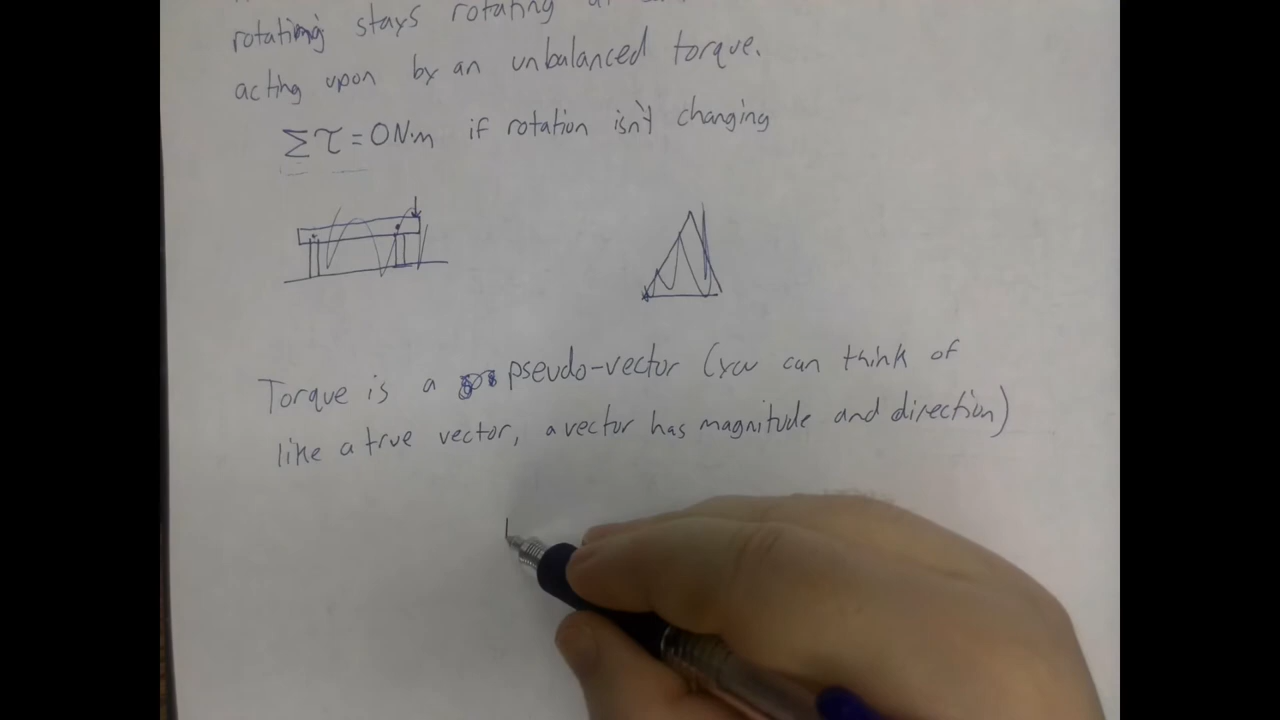 rotating stays rotating
acting upon by an unbalanced torque.
Στ = 0 N·m if rotation isn't changing
Torque is a pseudo-vector (you can think of
like a true vector, a vector has magnitude and direction)